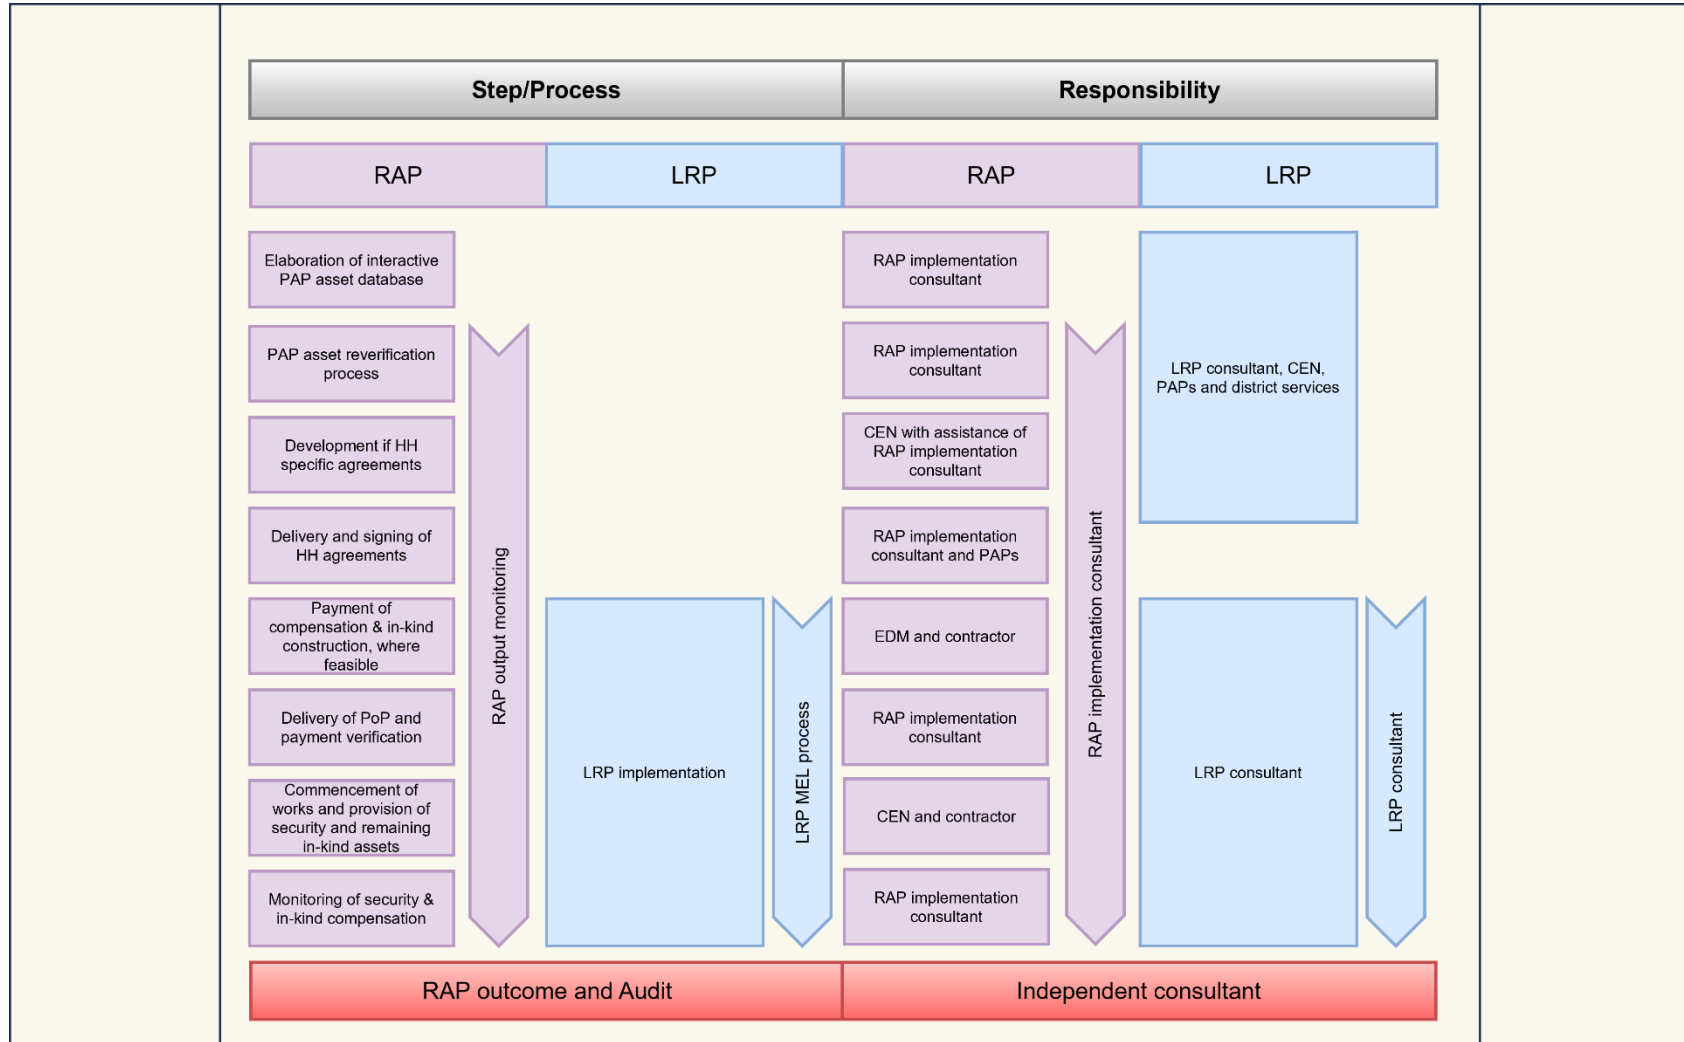 Step/Process
Responsibility
RAP
LRP
RAP
LRP
Elaboration of interactive
PAP asset database
PAP asset reverification
process
Development if HH
specific agreements
Delivery and signing of
HH agreements
Payment of
compensation & in-kind
construction, where
feasible
Delivery of PoP and
payment verification
Commencement of
works and provision of
security and remaining
in-kind assets
Monitoring of security &
in-kind compensation
RAP output monitoring
LRP implementation
LRP MEL process
RAP implementation
consultant
RAP implementation
consultant
CEN with assistance of
RAP implementation
consultant
RAP implementation
consultant and PAPs
EDM and contractor
RAP implementation
consultant
CEN and contractor
RAP implementation
consultant
RAP implementation consultant
LRP consultant, CEN,
PAPs and district services
LRP consultant
LRP consultant
RAP outcome and Audit
Independent consultant